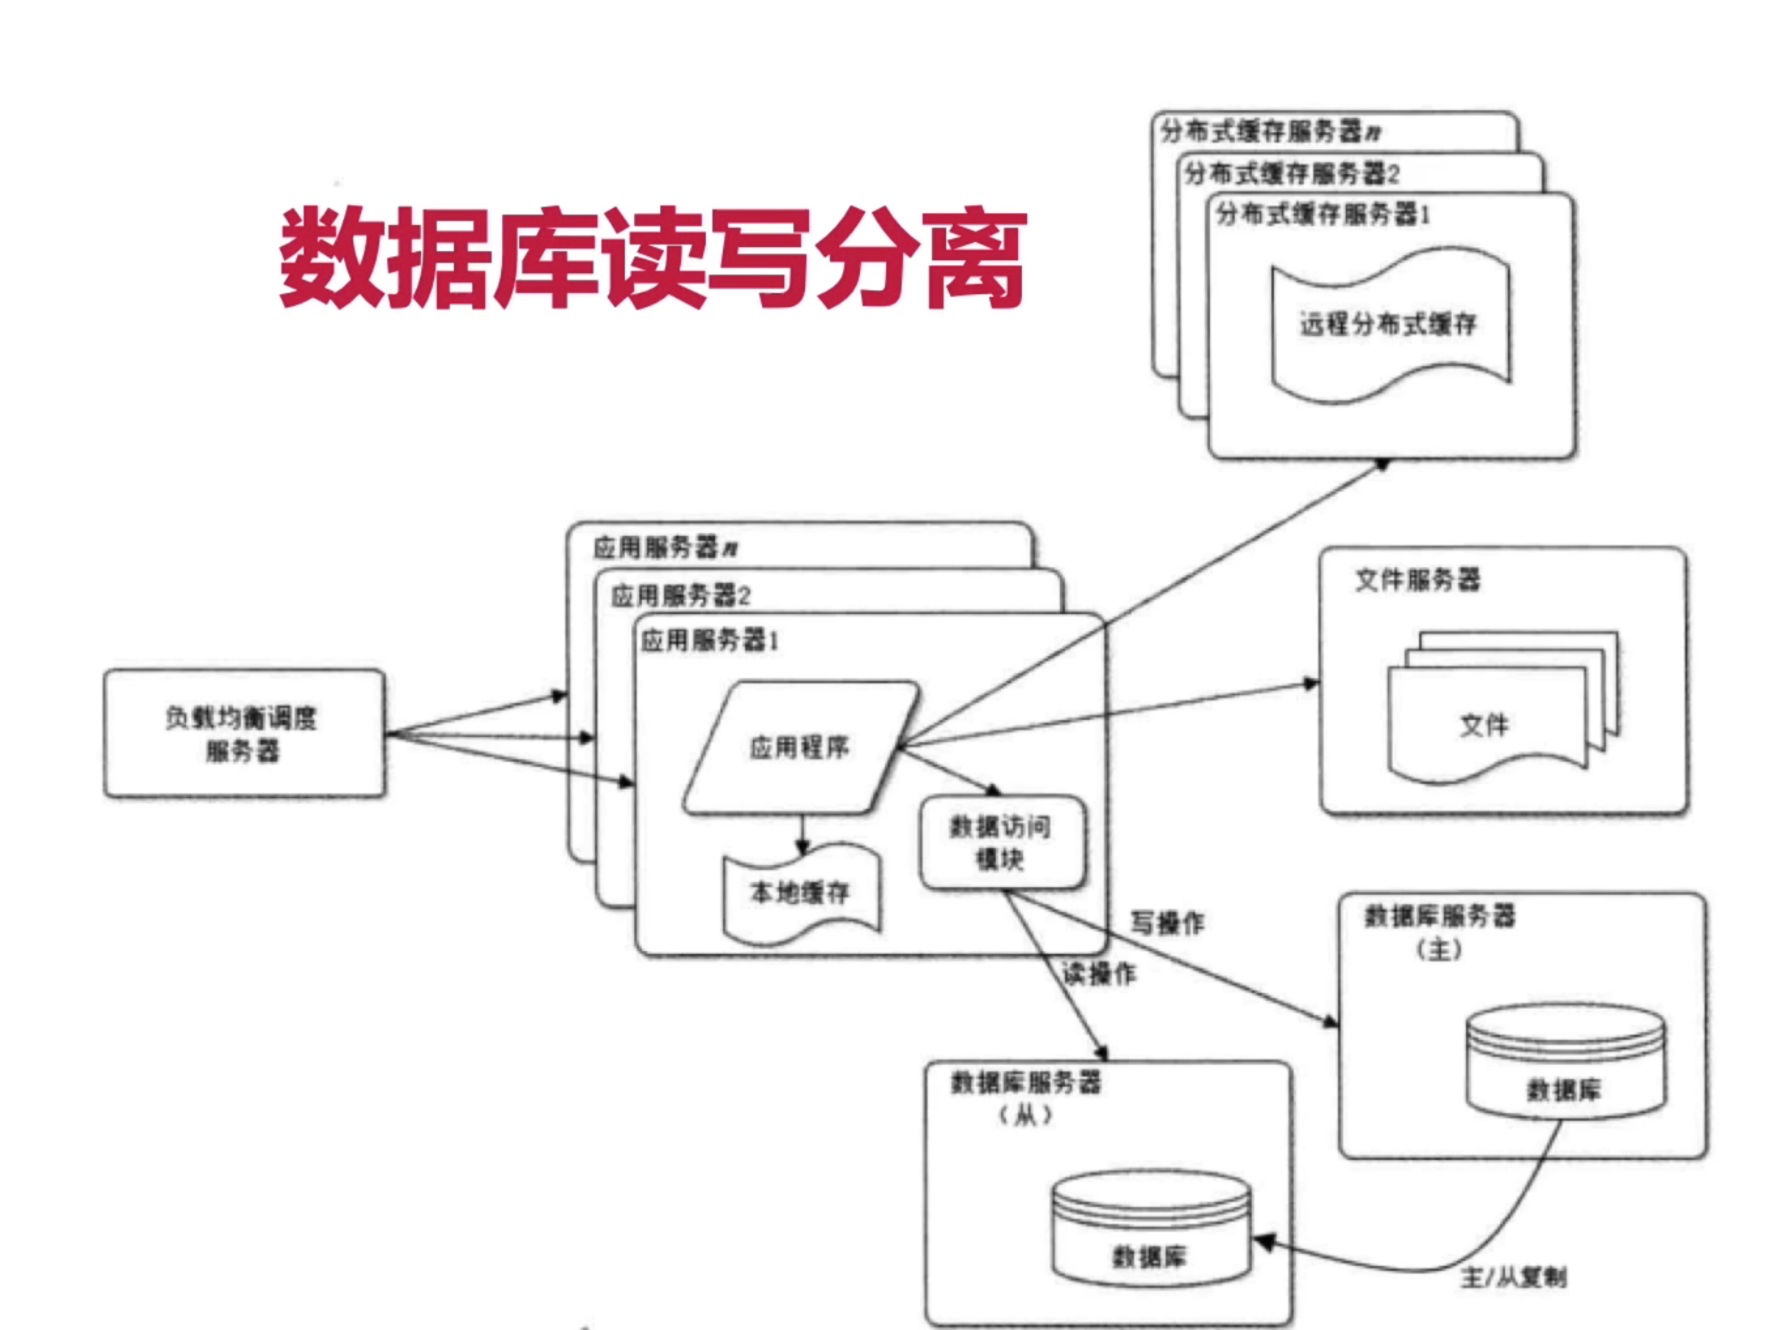 数据库读写分离
分布式缓存服务器n
分布式缓存服务器2
分布式缓存服务器1
远程分布式缓存
应用服务器n
应用服务器2
应用服务器1
文件服务器
负载均衡调度
服务器
应用程序
文件
数据访问
模块
本地缓存
写操作
读操作
数据库服务器
（主）
数据库
数据库服务器
（从）
数据库
主/从复制